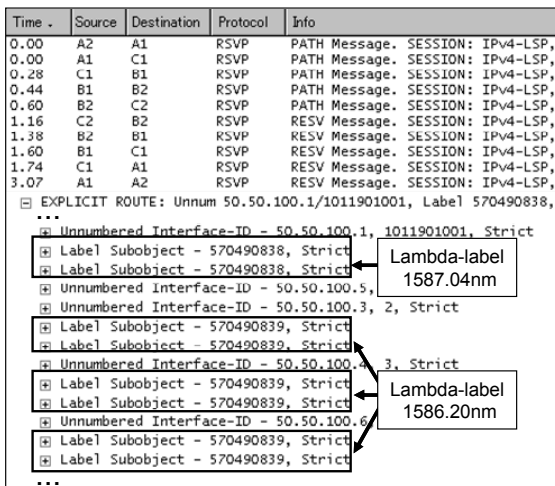 Time Source Destination Protocol Info
0.00 A2 A1 RSVP PATH Message. SESSION: IPv4-LSP,
0.00 A1 C1 RSVP PATH Message. SESSION: IPv4-LSP,
0.28 C1 B1 RSVP PATH Message. SESSION: IPv4-LSP,
0.44 B1 B2 RSVP PATH Message. SESSION: IPv4-LSP,
0.60 B2 C2 RSVP PATH Message. SESSION: IPv4-LSP,
1.16 C2 B2 RSVP RESV Message. SESSION: IPv4-LSP,
1.38 B2 B1 RSVP RESV Message. SESSION: IPv4-LSP,
1.60 B1 C1 RSVP RESV Message. SESSION: IPv4-LSP,
1.74 C1 A1 RSVP RESV Message. SESSION: IPv4-LSP,
3.07 A1 A2 RSVP RESV Message. SESSION: IPv4-LSP,
EXPLICIT ROUTE: Unnum 50.50.100.1/1011901001, Label 570490838,
...
Unnumbered Interface-ID - 50.50.100.1, 1011901001, Strict
Label Subobject - 570490838, Strict
Label Subobject - 570490838, Strict
Lambda-label
1587.04nm
Unnumbered Interface-ID - 50.50.100.5,
Unnumbered Interface-ID - 50.50.100.3, 2, Strict
Label Subobject - 570490839, Strict
Label Subobject - 570490839, Strict
Unnumbered Interface-ID - 50.50.100.4, 3, Strict
Label Subobject - 570490839, Strict
Label Subobject - 570490839, Strict
Lambda-label
1586.20nm
Unnumbered Interface-ID - 50.50.100.6,
Label Subobject - 570490839, Strict
Label Subobject - 570490839, Strict
...